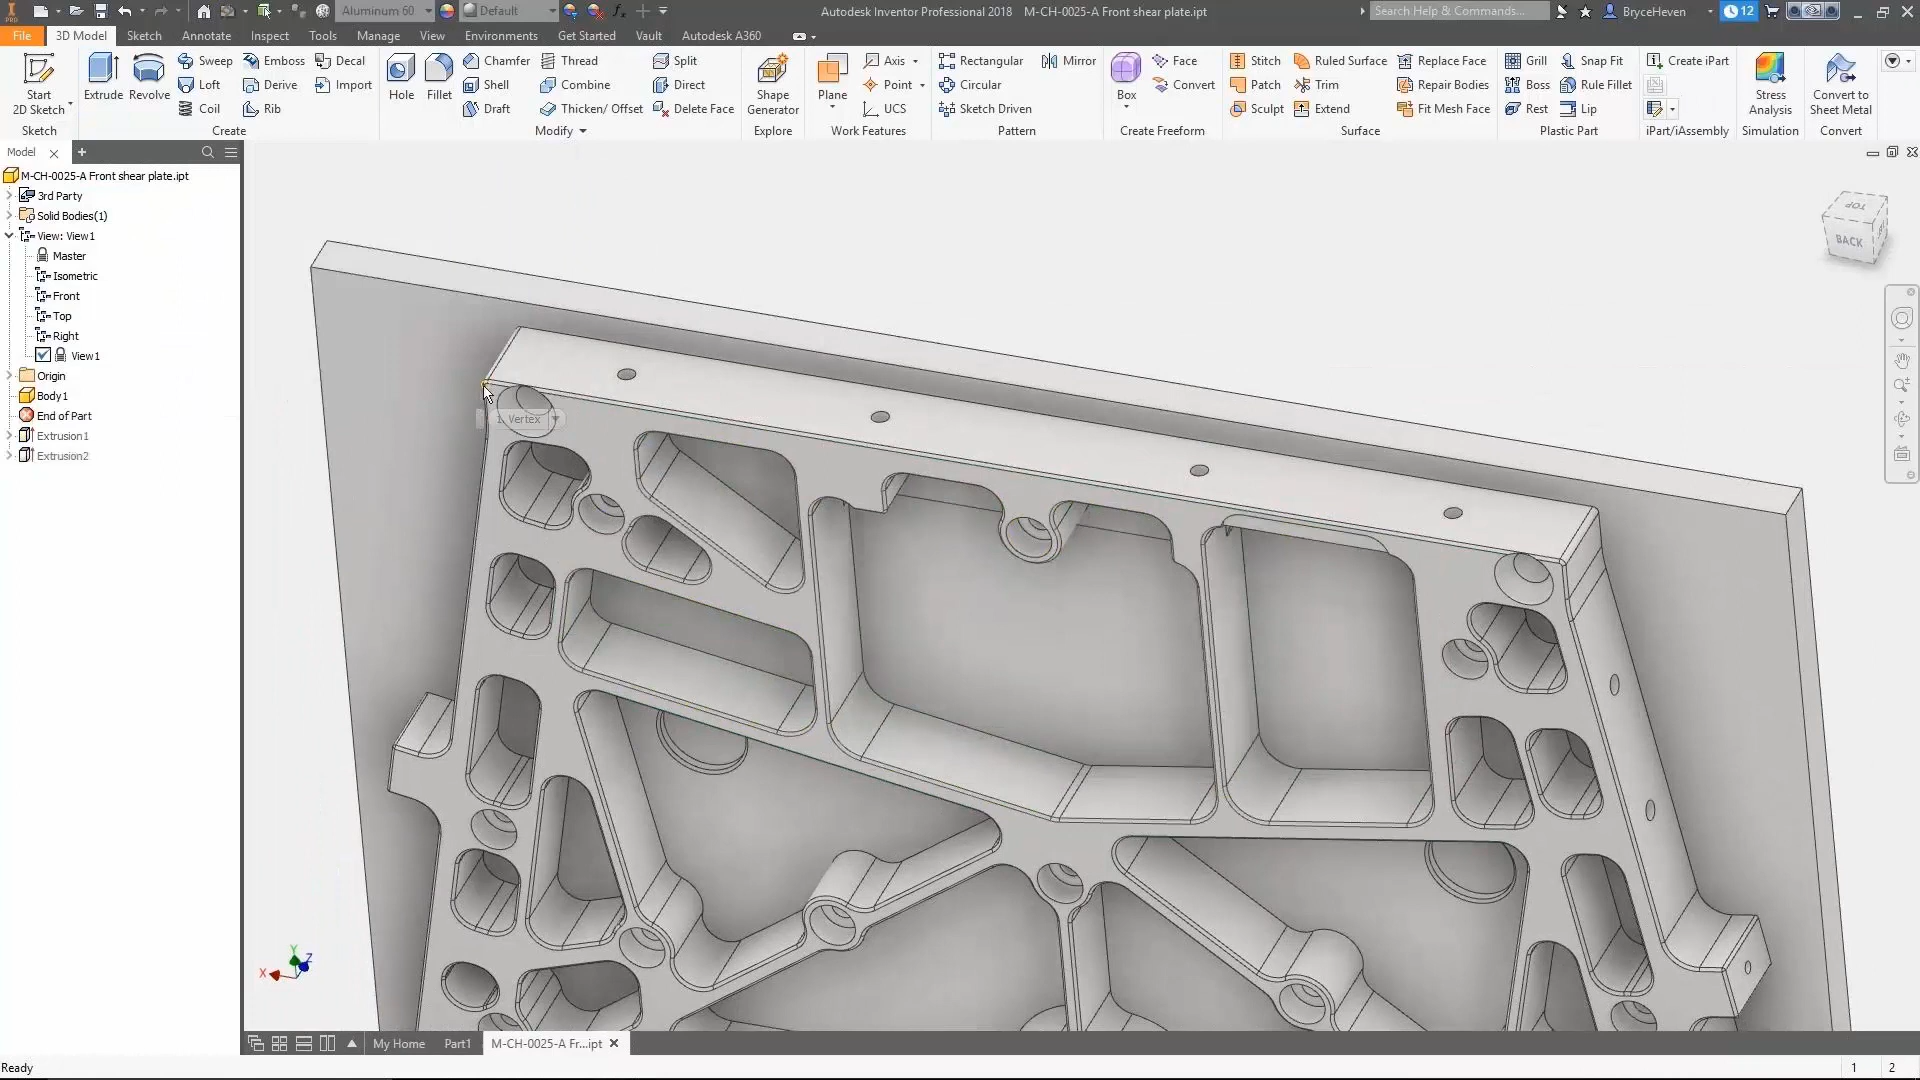 Aluminum 60
Default
fx
Autodesk Inventor Professional 2018 M-CH-0025-A Front shear plate.ipt
Search Help & Commands...
BryceHeven
12
PRO
File
3D Model
Sketch
Annotate
Inspect
Tools
Manage
View
Environments
Get Started
Vault
Autodesk A360
Start
2D Sketch
Sketch
Extrude
Revolve
Sweep
Loft
Coil
Emboss
Derive
Rib
Decal
Import
Create
Hole
Fillet
Chamfer
Shell
Draft
Thread
Combine
Thicken/ Offset
Split
Direct
Delete Face
Modify
Shape
Generator
Explore
Plane
Axis
Point
UCS
Work Features
Rectangular
Circular
Sketch Driven
Mirror
Pattern
Box
Face
Convert
Create Freeform
Stitch
Patch
Sculpt
Ruled Surface
Trim
Extend
Replace Face
Repair Bodies
Fit Mesh Face
Surface
Grill
Boss
Rest
Snap Fit
Rule Fillet
Lip
Plastic Part
Create iPart
iPart/iAssembly
Stress
Analysis
Simulation
Convert to
Sheet Metal
Convert
Model
M-CH-0025-A Front shear plate.ipt
3rd Party
Solid Bodies(1)
View: View1
Master
Isometric
Front
Top
Right
View1
Origin
Body1
End of Part
Extrusion1
Extrusion2
TOP
BACK
1. Vertex
Y
Z
X
My Home
Part1
M-CH-0025-A Fr...ipt
Ready
1
2